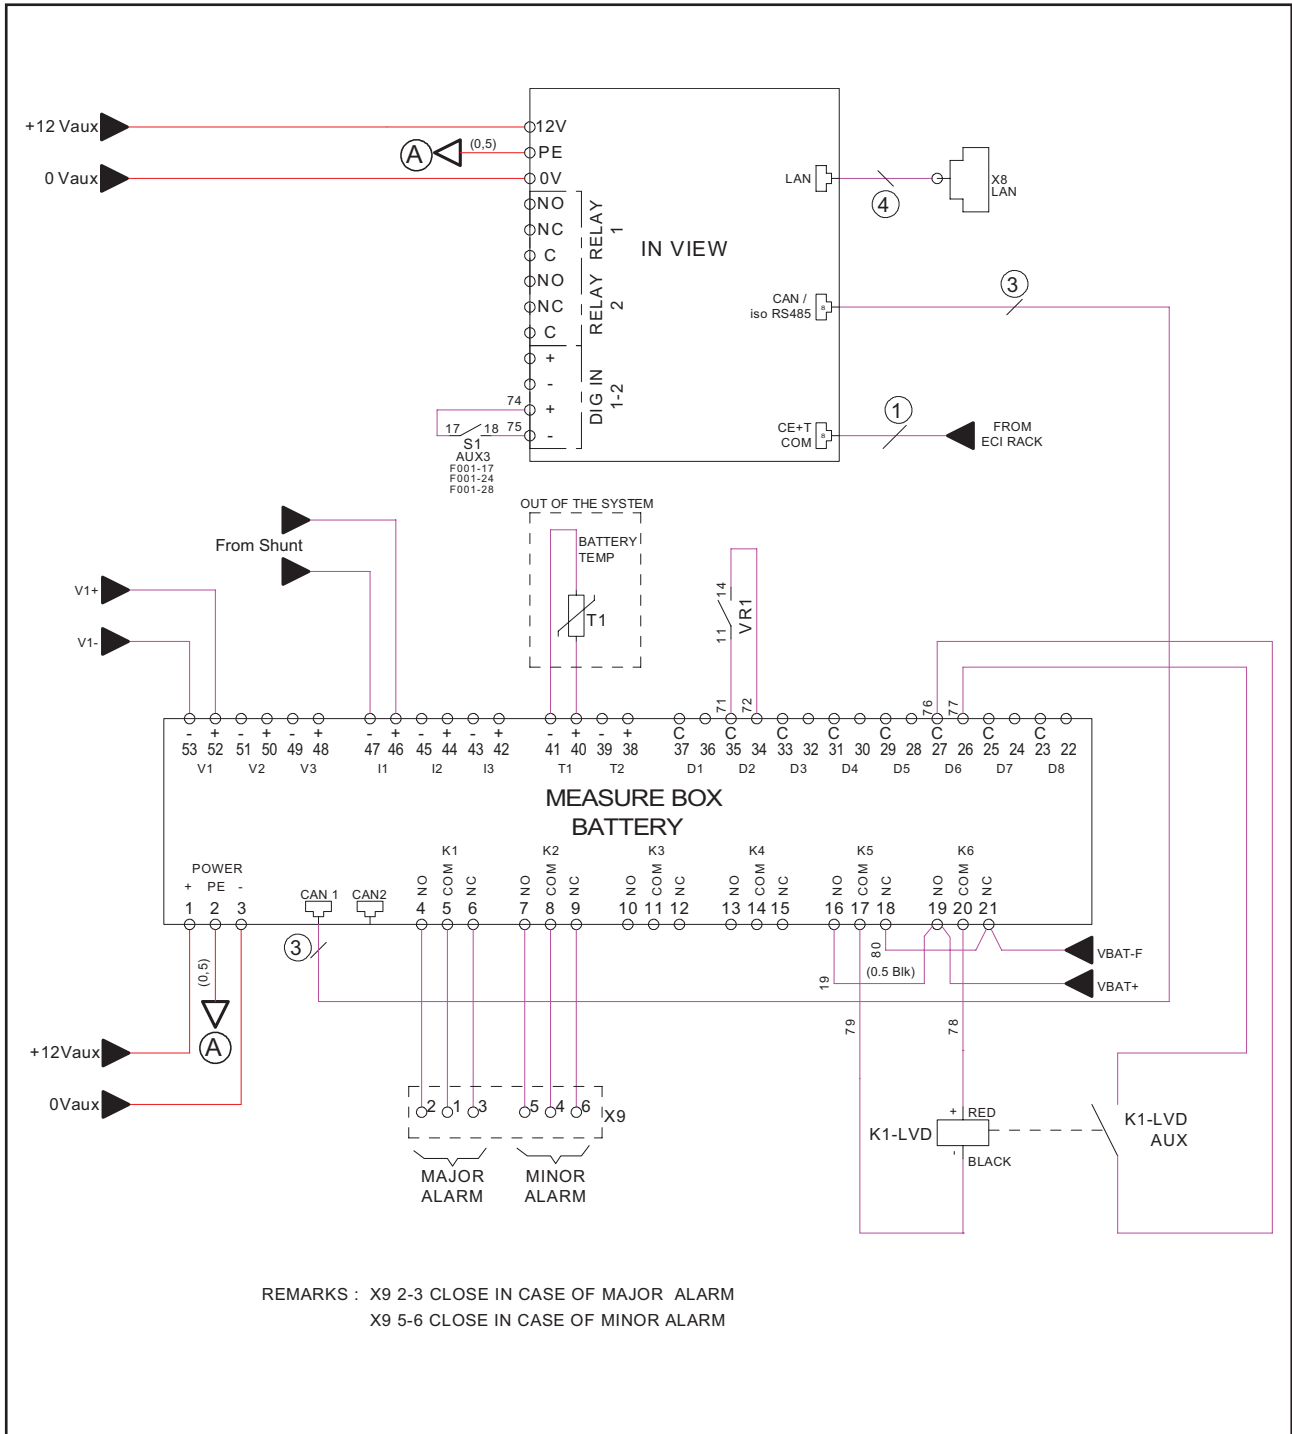 +12 Vaux
0 Vaux
A
(0,5)
12V
PE
0V
NO
NC
C
RELAY 1
NO
NC
C
RELAY 2
+
-
+
-
DIG IN 1-2
74
75
17 18
S1
AUX3
F001-17
F001-24
F001-28
IN VIEW
LAN
4
X8
LAN
CAN /
iso RS485
8
3
CE+T
COM
8
1
FROM
ECI RACK
OUT OF THE SYSTEM
BATTERY
TEMP
T1
From Shunt
V1+
V1-
14
11
VR1
71
72
76
77
- + - + - + - + - + - + - + - + C C C C C C C C
53 52 51 50 49 48 47 46 45 44 43 42 41 40 39 38 37 36 35 34 33 32 31 30 29 28 27 26 25 24 23 22
V1 V2 V3 I1 I2 I3 T1 T2 D1 D2 D3 D4 D5 D6 D7 D8
MEASURE BOX
BATTERY
POWER
+ PE -
1 2 3
CAN 1
CAN2
K1 K2 K3 K4 K5 K6
NO COM NC NO COM NC NO COM NC NO COM NC NO COM NC NO COM NC
4 5 6 7 8 9 10 11 12 13 14 15 16 17 18 19 20 21
3
(0,5)
A
+12Vaux
0Vaux
19
80
(0.5 Blk)
VBAT-F
VBAT+
79
78
2 1 3 5 4 6
X9
MAJOR
ALARM
MINOR
ALARM
K1-LVD
+
RED
-
BLACK
K1-LVD
AUX
REMARKS : X9 2-3 CLOSE IN CASE OF MAJOR ALARM
X9 5-6 CLOSE IN CASE OF MINOR ALARM